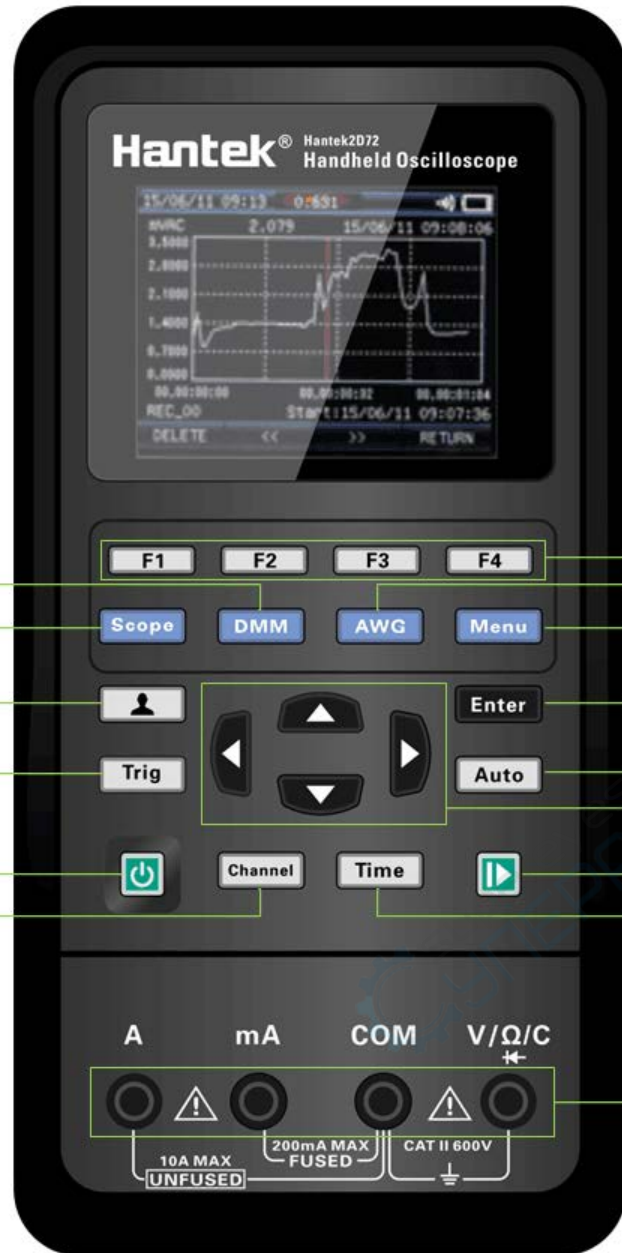 Hantek® Hantek2D72
Handheld Oscilloscope
15/06/11 09:13 0.631
mVAC 2.079 15/06/11 09:08:06
3.5000
2.8000
2.1000
1.4000
0.7000
0.0000
00.00:00:00 00.00:00:32 00.00:01:04
REC_00 Start:15/06/11 09:07:36
DELETE << >> RETURN
F1 F2 F3 F4
Scope DMM AWG Menu
Enter
Trig Auto
Channel Time
A mA COM V/Ω/C
10A MAX
UNFUSED
200mA MAX
FUSED
CAT II 600V